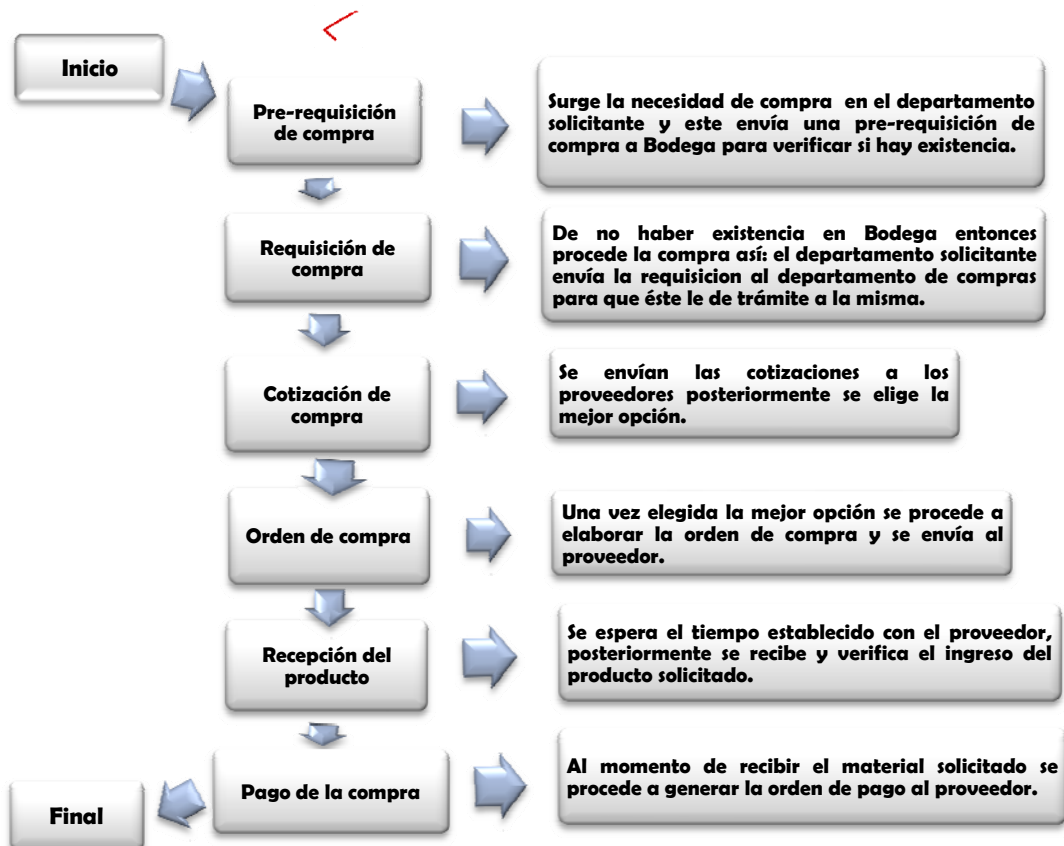 Inicio
Pre-requisición
de compra
Surge la necesidad de compra en el departamento
solicitante y este envía una pre-requisición de
compra a Bodega para verificar si hay existencia.
Requisición de
compra
De no haber existencia en Bodega entonces
procede la compra así: el departamento solicitante
envía la requisicion al departamento de compras
para que éste le de trámite a la misma.
Cotización de
compra
Se envían las cotizaciones a los
proveedores posteriormente se elige la
mejor opción.
Orden de compra
Una vez elegida la mejor opción se procede a
elaborar la orden de compra y se envía al
proveedor.
Recepción del
producto
Se espera el tiempo establecido con el proveedor,
posteriormente se recibe y verifica el ingreso del
producto solicitado.
Pago de la compra
Al momento de recibir el material solicitado se
procede a generar la orden de pago al proveedor.
Final